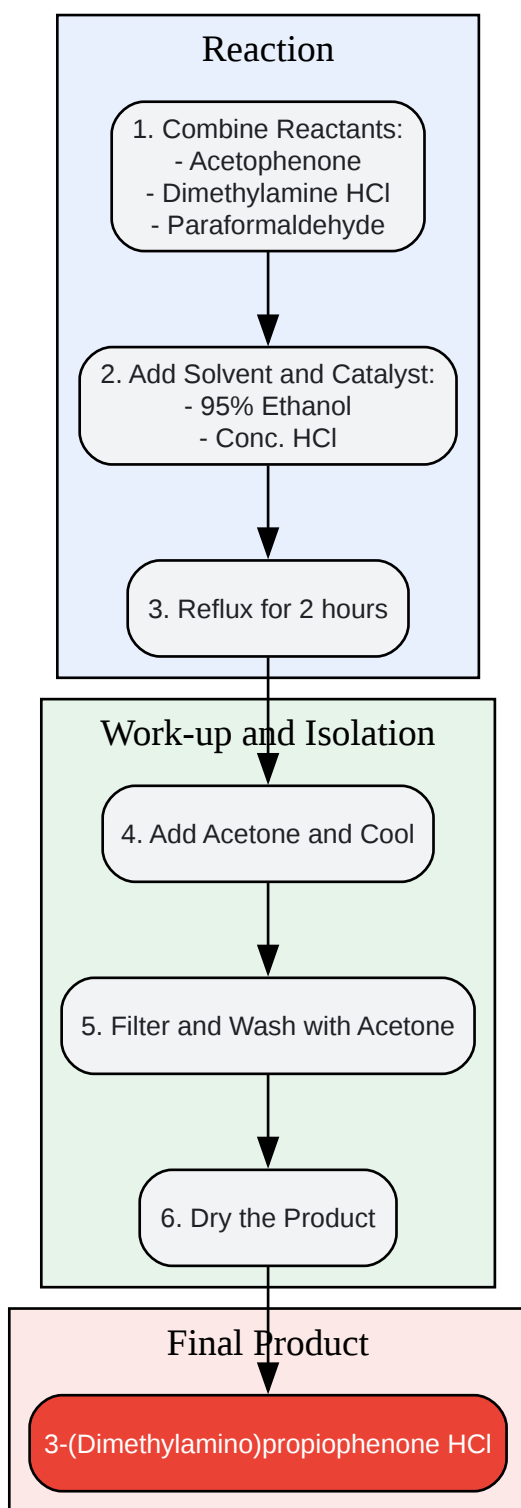 Reaction
1. Combine Reactants:
- Acetophenone
- Dimethylamine HCl
- Paraformaldehyde
2. Add Solvent and Catalyst:
- 95% Ethanol
- Conc. HCl
3. Reflux for 2 hours
Work-up and Isolation
4. Add Acetone and Cool
5. Filter and Wash with Acetone
6. Dry the Product
Final Product
3-(Dimethylamino)propiophenone HCl